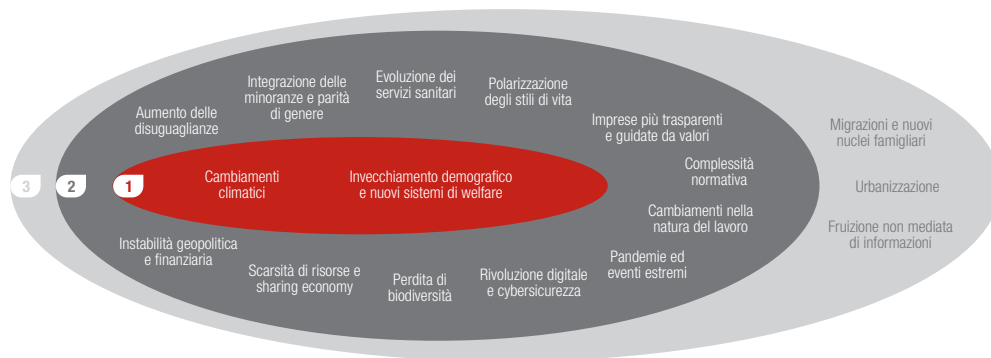 Integrazione delle
minoranze e parità
di genere
Evoluzione dei
servizi sanitari
Polarizzazione
degli stili di vita
Aumento delle
disuguaglianze
Imprese più trasparenti
e guidate da valori
Migrazioni e nuovi
nuclei famigliari
Complessità
normativa
3
2
1
Cambiamenti
climatici
Invecchiamento demografico
e nuovi sistemi di welfare
Urbanizzazione
Cambiamenti nella
natura del lavoro
Fruizione non mediata
di informazioni
Instabilità geopolitica
e finanziaria
Scarsità di risorse e
sharing economy
Perdita di
biodiversità
Rivoluzione digitale
e cybersicurezza
Pandemie ed
eventi estremi